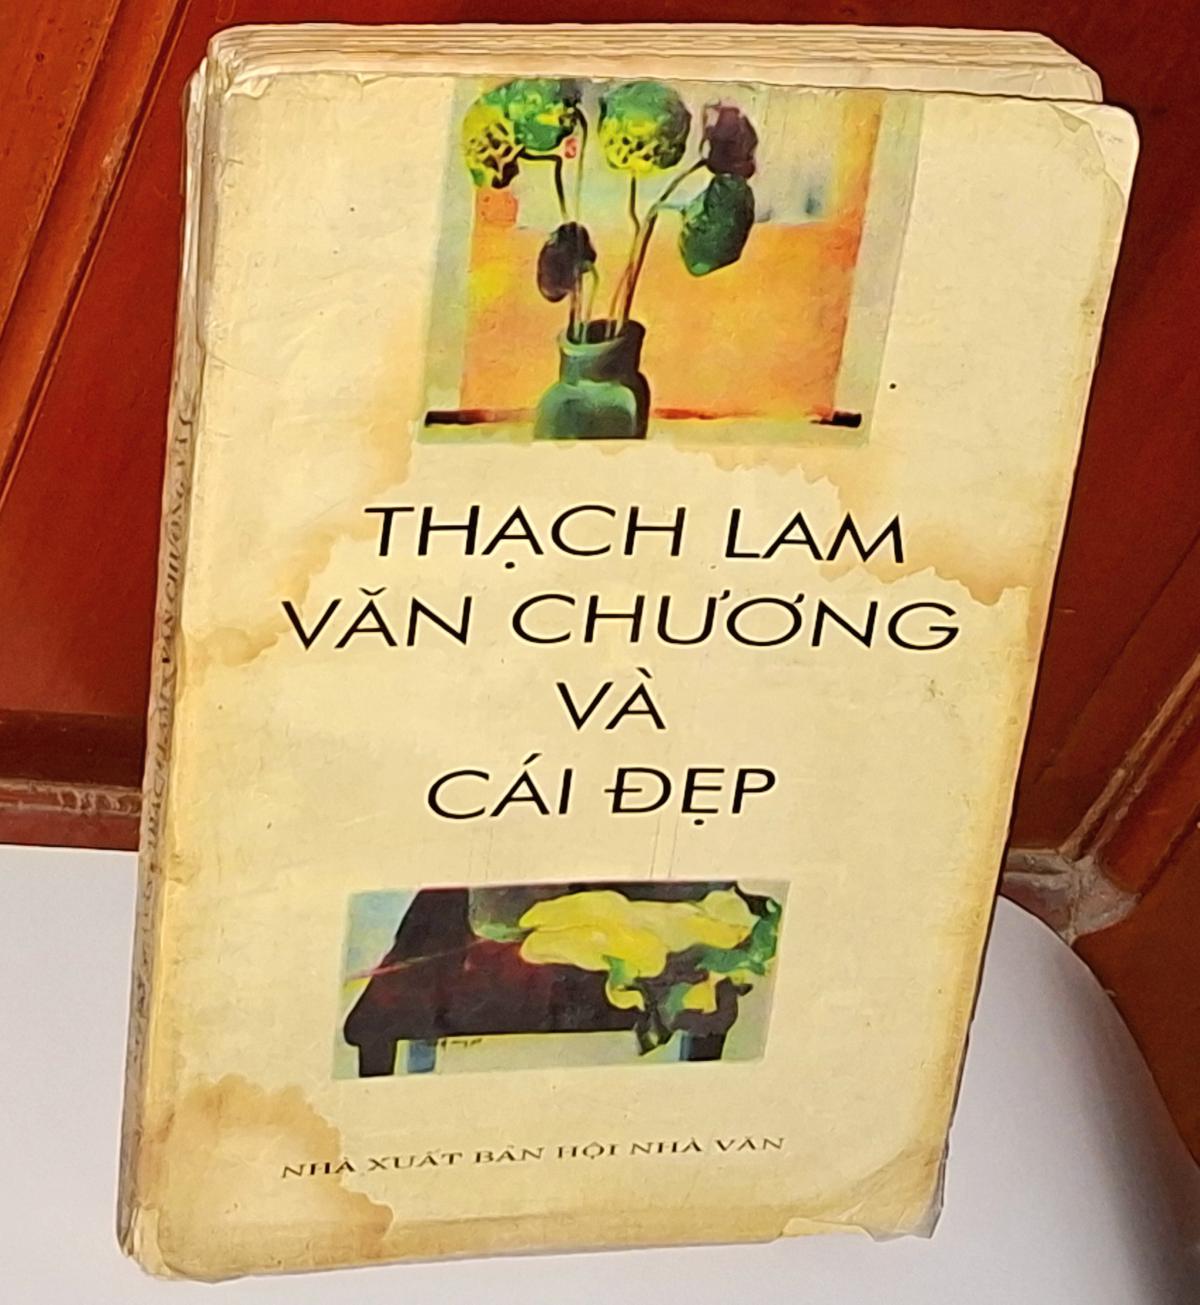 THẠCH LAM
VĂN CHƯƠNG
VÀ
CÁI ĐẸP
NHÀ XUẤT BẢN HỘI NHÀ VĂN